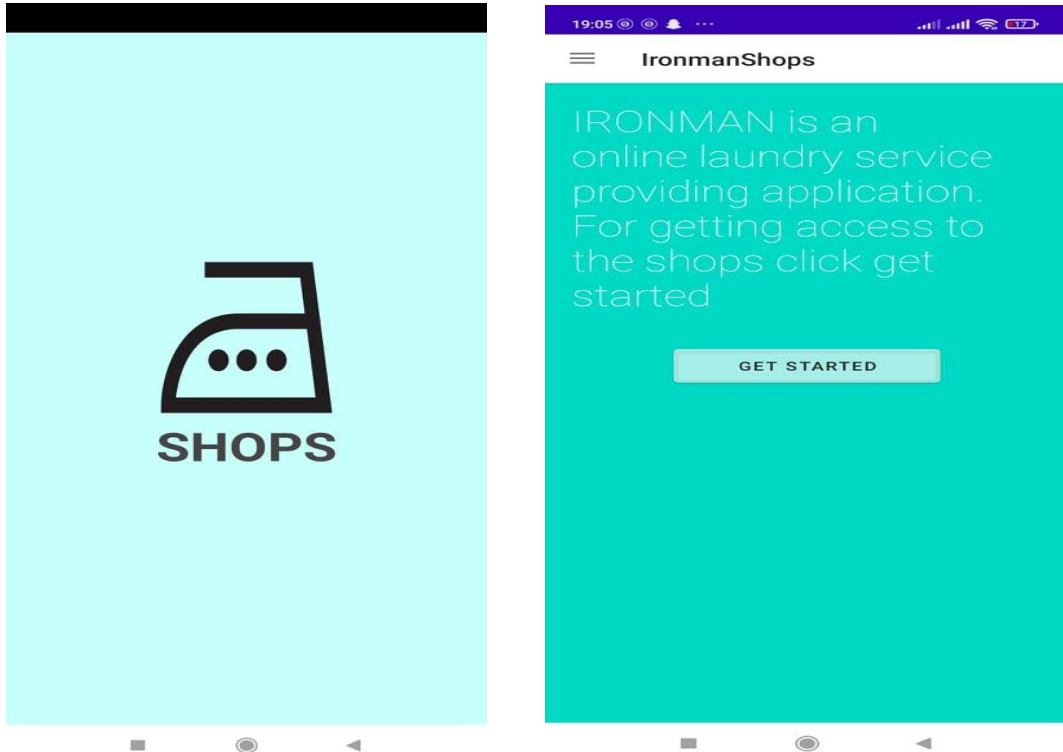 SHOPS
19:05
17
IronmanShops
IRONMAN is an
online laundry service
providing application.
For getting access to
the shops click get
started
GET STARTED